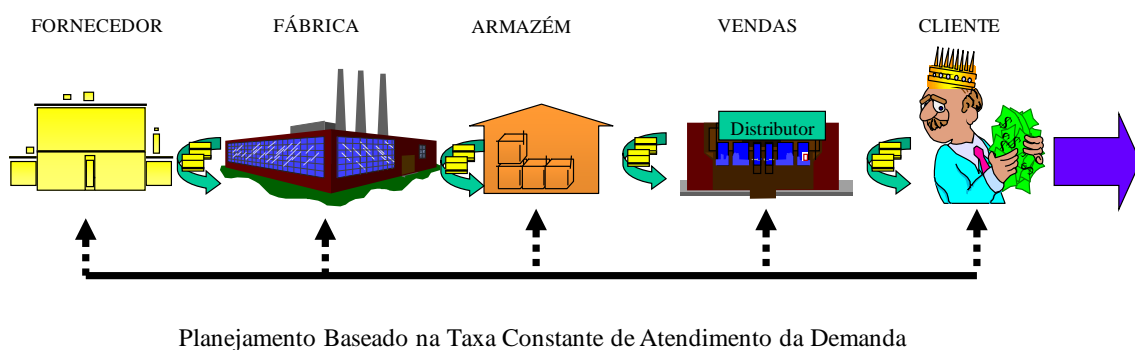 FORNECEDOR FÁBRICA ARMAZÉM VENDAS CLIENTE
Distributor
Planejamento Baseado na Taxa Constante de Atendimento da Demanda